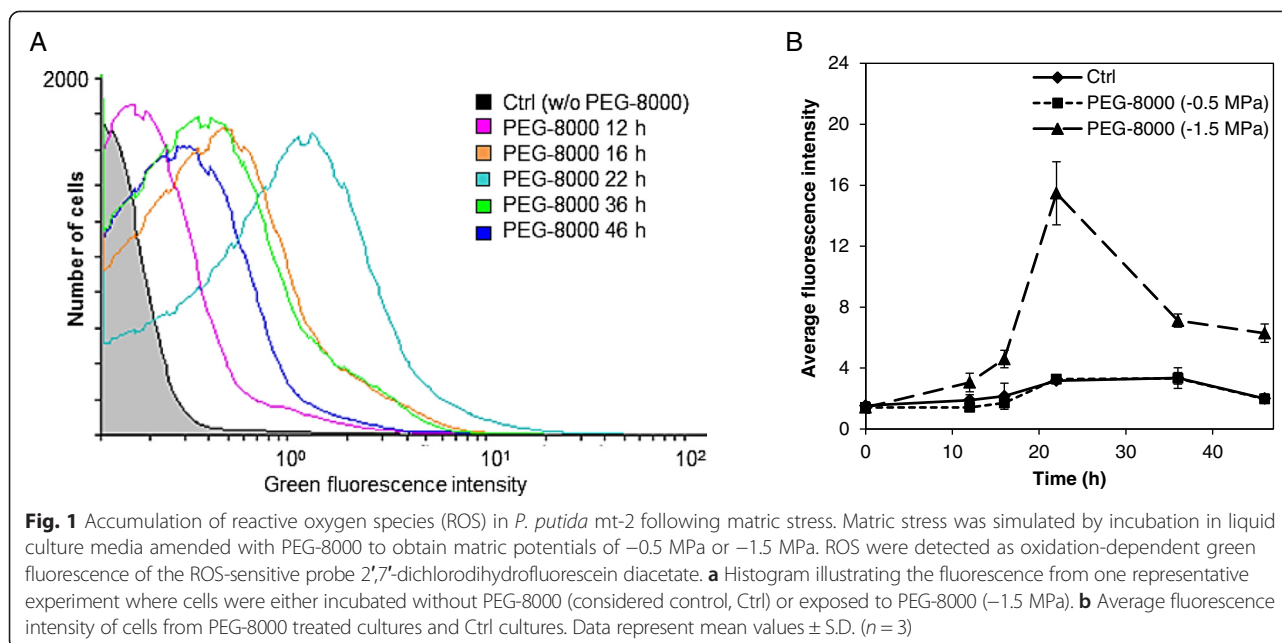 A
2000
Number of cells
Ctrl (w/o PEG-8000)
PEG-8000 12 h
PEG-8000 16 h
PEG-8000 22 h
PEG-8000 36 h
PEG-8000 46 h
10⁰ 10¹ 10²
Green fluorescence intensity
B
24
20
16
12
8
4
0
Average fluorescence intensity
Ctrl
PEG-8000 (-0.5 MPa)
PEG-8000 (-1.5 MPa)
0 10 20 30 40
Time (h)
Fig. 1 Accumulation of reactive oxygen species (ROS) in P. putida mt-2 following matric stress. Matric stress was simulated by incubation in liquid
culture media amended with PEG-8000 to obtain matric potentials of −0.5 MPa or −1.5 MPa. ROS were detected as oxidation-dependent green
fluorescence of the ROS-sensitive probe 2′,7′-dichlorodihydrofluorescein diacetate. a Histogram illustrating the fluorescence from one representative
experiment where cells were either incubated without PEG-8000 (considered control, Ctrl) or exposed to PEG-8000 (−1.5 MPa). b Average fluorescence
intensity of cells from PEG-8000 treated cultures and Ctrl cultures. Data represent mean values ± S.D. (n = 3)